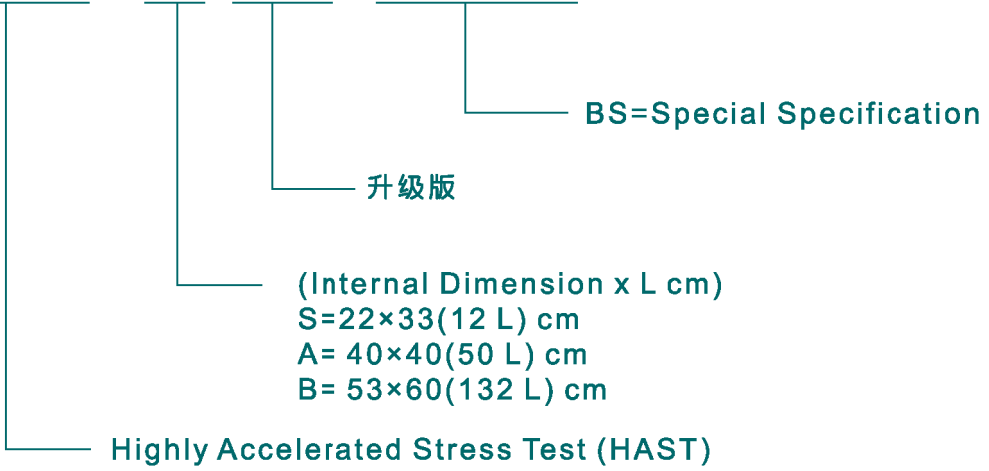 BS=Special Specification
升级版
(Internal Dimension x L cm)
S=22×33(12 L) cm
A= 40×40(50 L) cm
B= 53×60(132 L) cm
Highly Accelerated Stress Test (HAST)